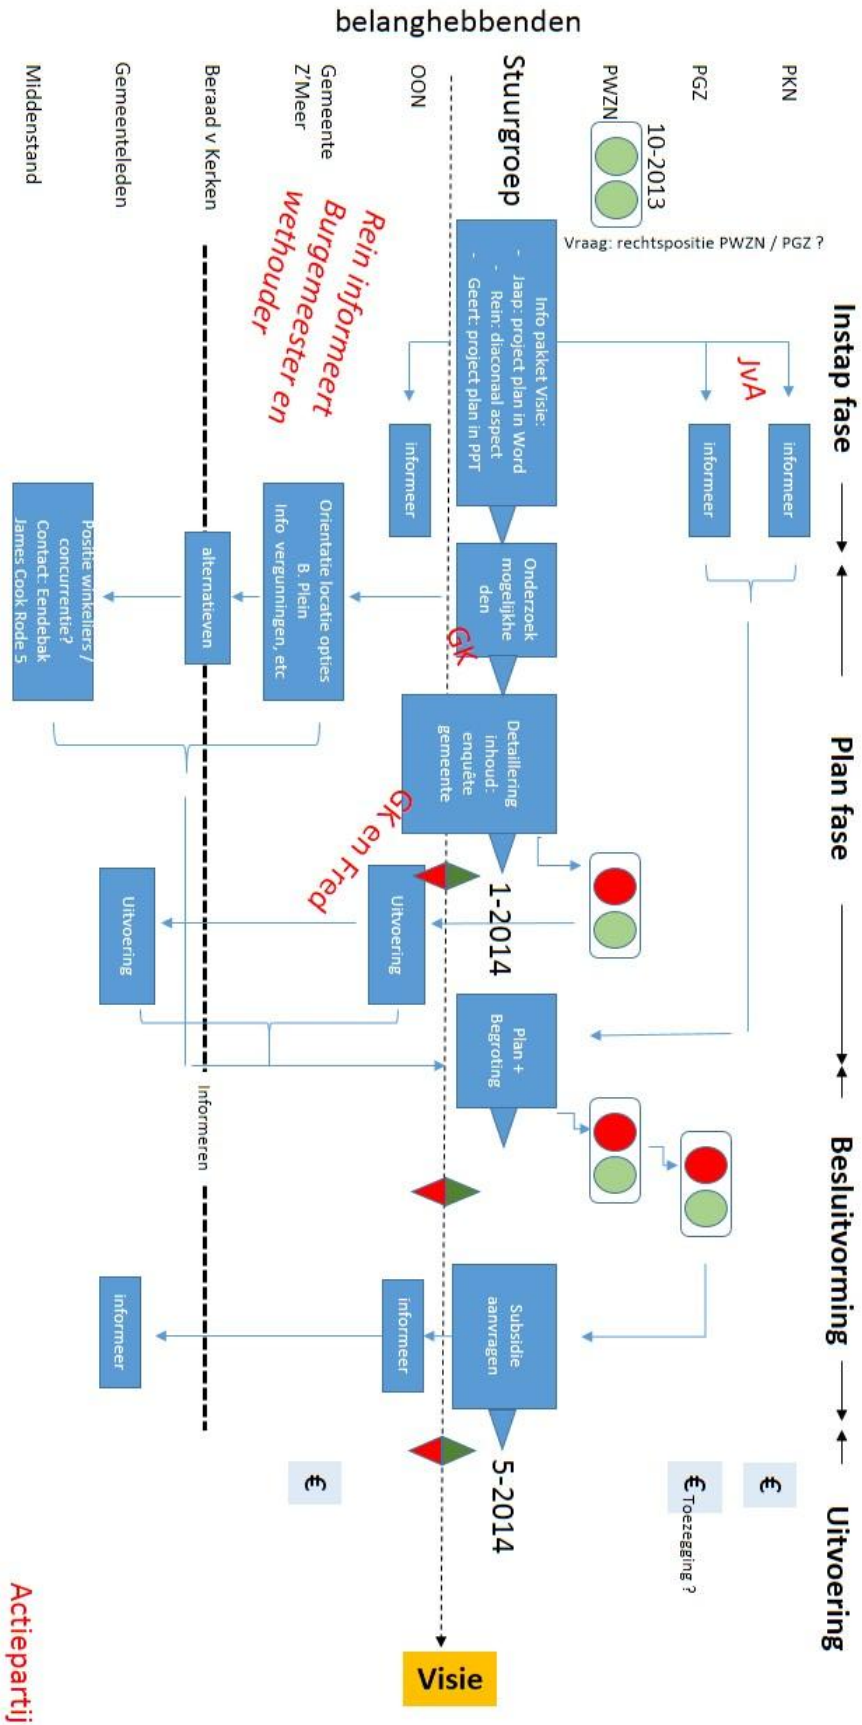 belanghebbenden
Instap fase
Plan fase
Besluitvorming
Uitvoering
PKN
PGZ
PWZN
10-2013
Vraag: rechtspositie PWZN / PGZ ?
Stuurgroep
OON
Gemeente
Z'Meer
Beraad v Kerken
Gemeenteleden
Middenstand
JvA
informeer
informeer
Info pakket Visie:
- Jaap: project plan in Word
- Rein: diaconaal aspect
- Geert: project plan in PPT
informeer
Rein informeert
Burgemeester en
wethouder
Onderzoek
mogelijkhe
den
GK
Orientatie locatie opties
B. Plein
Info vergunningen, etc
alternatieven
Positie winkeliers /
concurrentie?
Contact: Eendebak
James Cook Rode 5
Detaillering
inhoud:
enquête
gemeente
GK en Fred
1-2014
Uitvoering
Uitvoering
Plan +
Begroting
Informeren
Subsidie
aanvragen
informeer
informeer
5-2014
€
€ Toezegging ?
€
Visie
Actiepartij